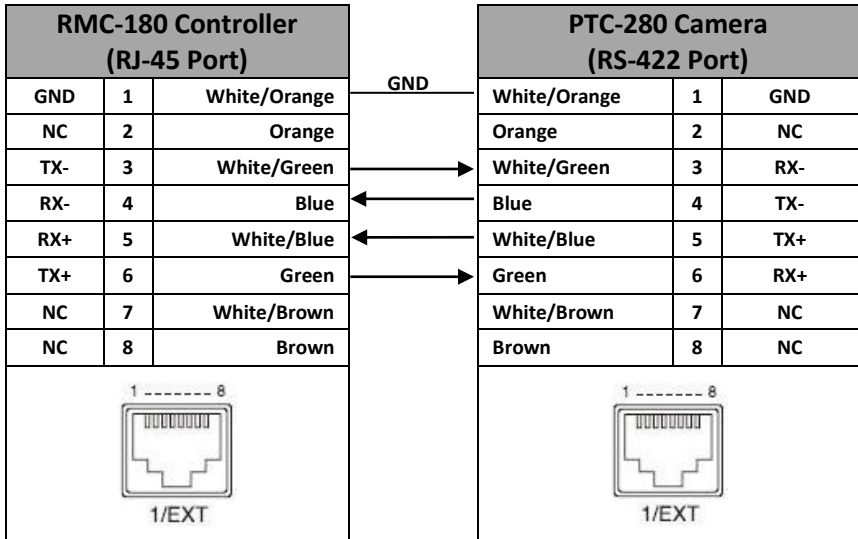 RMC-180 Controller
(RJ-45 Port)
GND 1 White/Orange
NC 2 Orange
TX- 3 White/Green
RX- 4 Blue
RX+ 5 White/Blue
TX+ 6 Green
NC 7 White/Brown
NC 8 Brown
1 -------- 8
1/EXT
GND
PTC-280 Camera
(RS-422 Port)
White/Orange 1 GND
Orange 2 NC
White/Green 3 RX-
Blue 4 TX-
White/Blue 5 TX+
Green 6 RX+
White/Brown 7 NC
Brown 8 NC
1 -------- 8
1/EXT